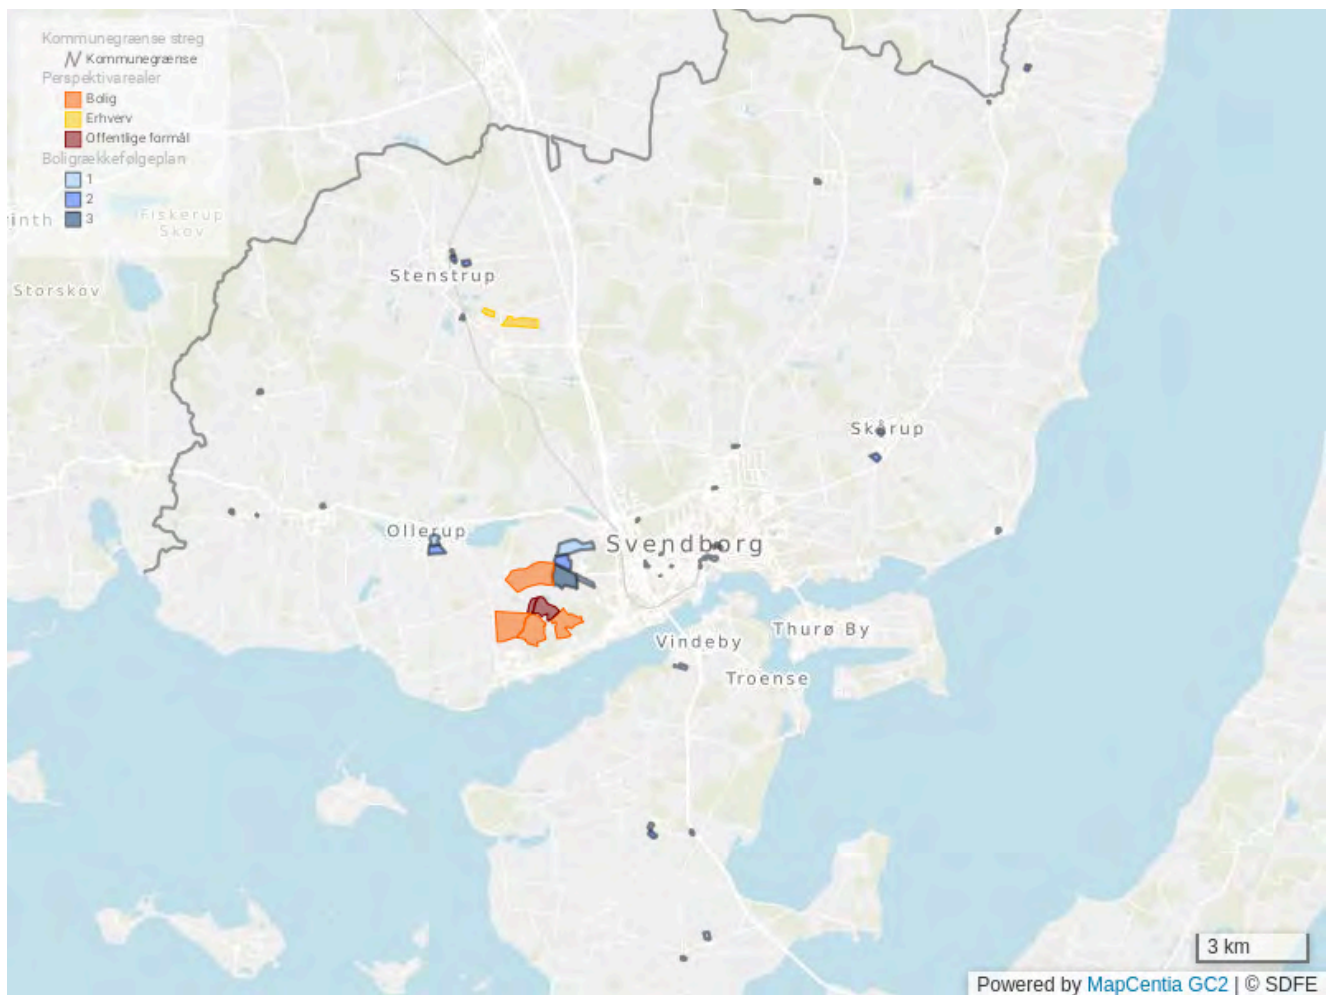 Kommunegrænse streg
Kommunegrænse
Perspektivarealer
Bolig
Erhverv
Offentlige formål
Boligrækkefølgeplan
1
2
3
rinth
Fiskerup
Skov
Storskov
Stenstrup
Skårup
Ollerup
Svendborg
Vindeby
Thurø By
Troense
3 km
Powered by MapCentia GC2 | © SDFE